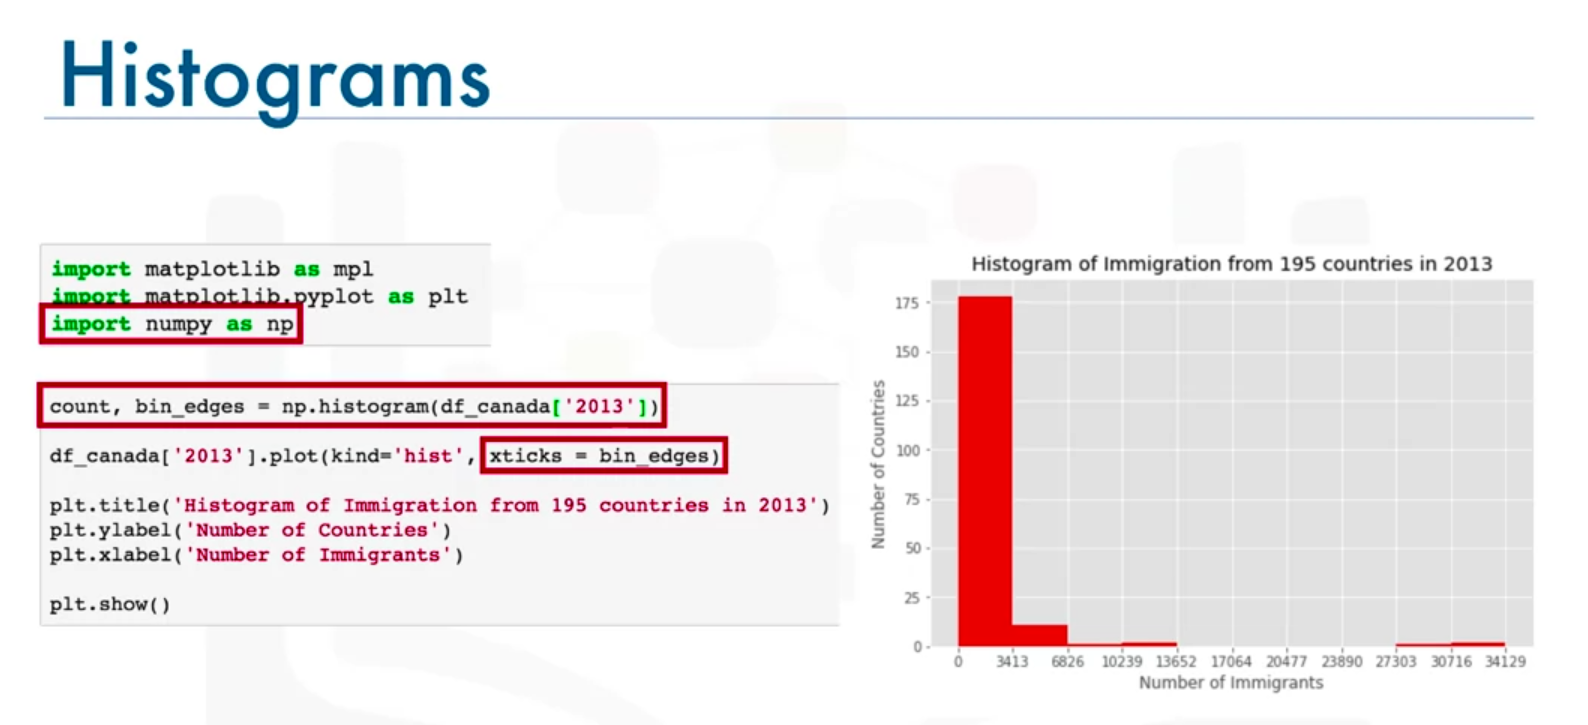 Histograms
import matplotlib as mpl
import matplotlib.pyplot as plt
import numpy as np
count, bin_edges = np.histogram(df_canada['2013'])
df_canada['2013'].plot(kind='hist', xticks = bin_edges)
plt.title('Histogram of Immigration from 195 countries in 2013')
plt.ylabel('Number of Countries')
plt.xlabel('Number of Immigrants')
plt.show()
Histogram of Immigration from 195 countries in 2013
Number of Countries
175
150
125
100
75
50
25
0
0 3413 6826 10239 13652 17064 20477 23890 27303 30716 34129
Number of Immigrants